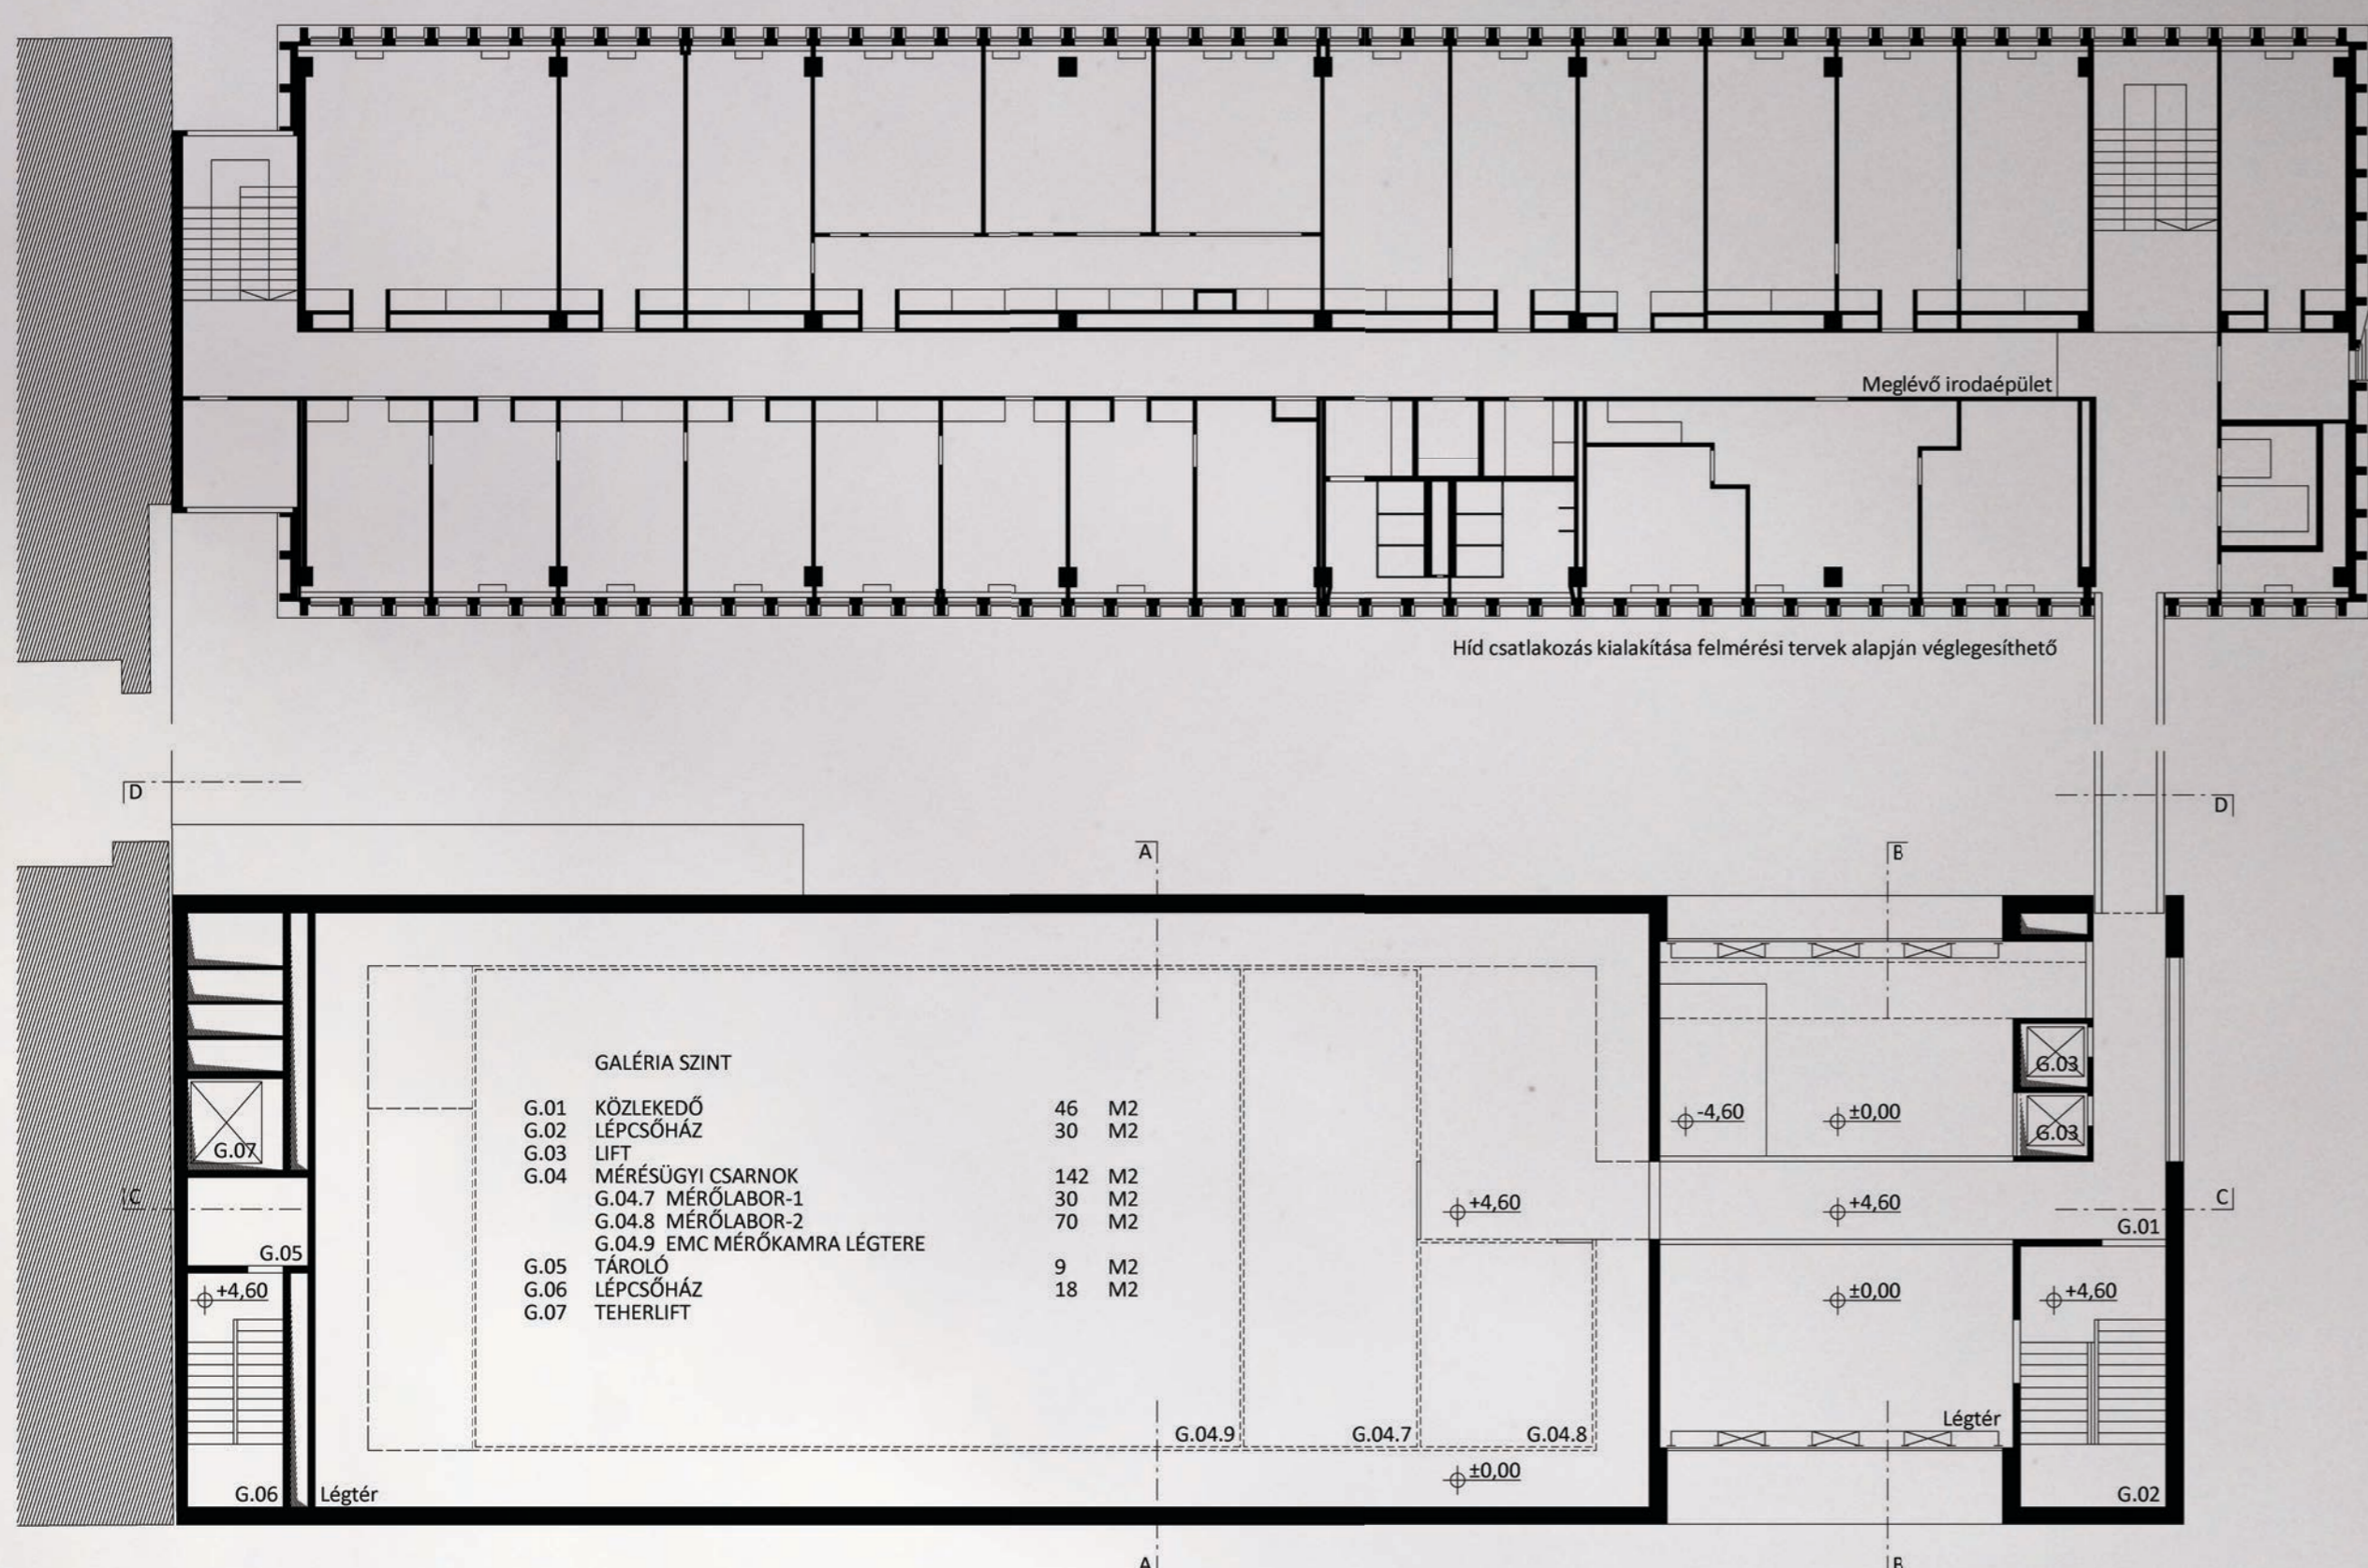 Meglévő irodaépület
Híd csatlakozás kialakítása felmérési tervek alapján véglegesíthető
D
D
A
B
GALÉRIA SZINT
G.01 KÖZLEKEDŐ 46 M2
G.02 LÉPCSŐHÁZ 30 M2
G.03 LIFT
G.04 MÉRÉSÜGYI CSARNOK 142 M2
G.04.7 MÉRŐLABOR-1 30 M2
G.04.8 MÉRŐLABOR-2 70 M2
G.04.9 EMC MÉRŐKAMRA LÉGTERE
G.05 TÁROLÓ 9 M2
G.06 LÉPCSŐHÁZ 18 M2
G.07 TEHERLIFT
G.03
-4,60
±0,00
G.03
G.07
C
+4,60
+4,60
C
G.01
G.05
+4,60
±0,00
+4,60
Légtér
G.04.9
G.04.7
G.04.8
±0,00
G.06
Légtér
G.02
A
B